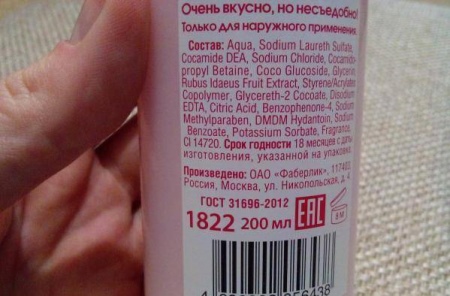 Очень вкусно, но несъедобно!
Только для наружного применения.
Состав: Aqua, Sodium Laureth Sulfate,
Cocamide DEA, Sodium Chloride, Cocamido-
propyl Betaine, Coco Glucoside, Glycerin,
Rubus Idaeus Fruit Extract, Styrene/Acrylates
Copolymer, Glycereth-2 Cocoate, Disodium
EDTA, Citric Acid, Benzophenone-4, Sodium
Methylparaben, DMDM Hydantoin, Sodium
Benzoate, Potassium Sorbate, Fragrance,
CI 14720. Срок годности 18 месяцев с даты
изготовления, указанной на упаковке.
Произведено: ОАО «Фаберлик», 117403,
Россия, Москва, ул. Никопольская, д. 4
ГОСТ 31696-2012
1822 200 мл EAC